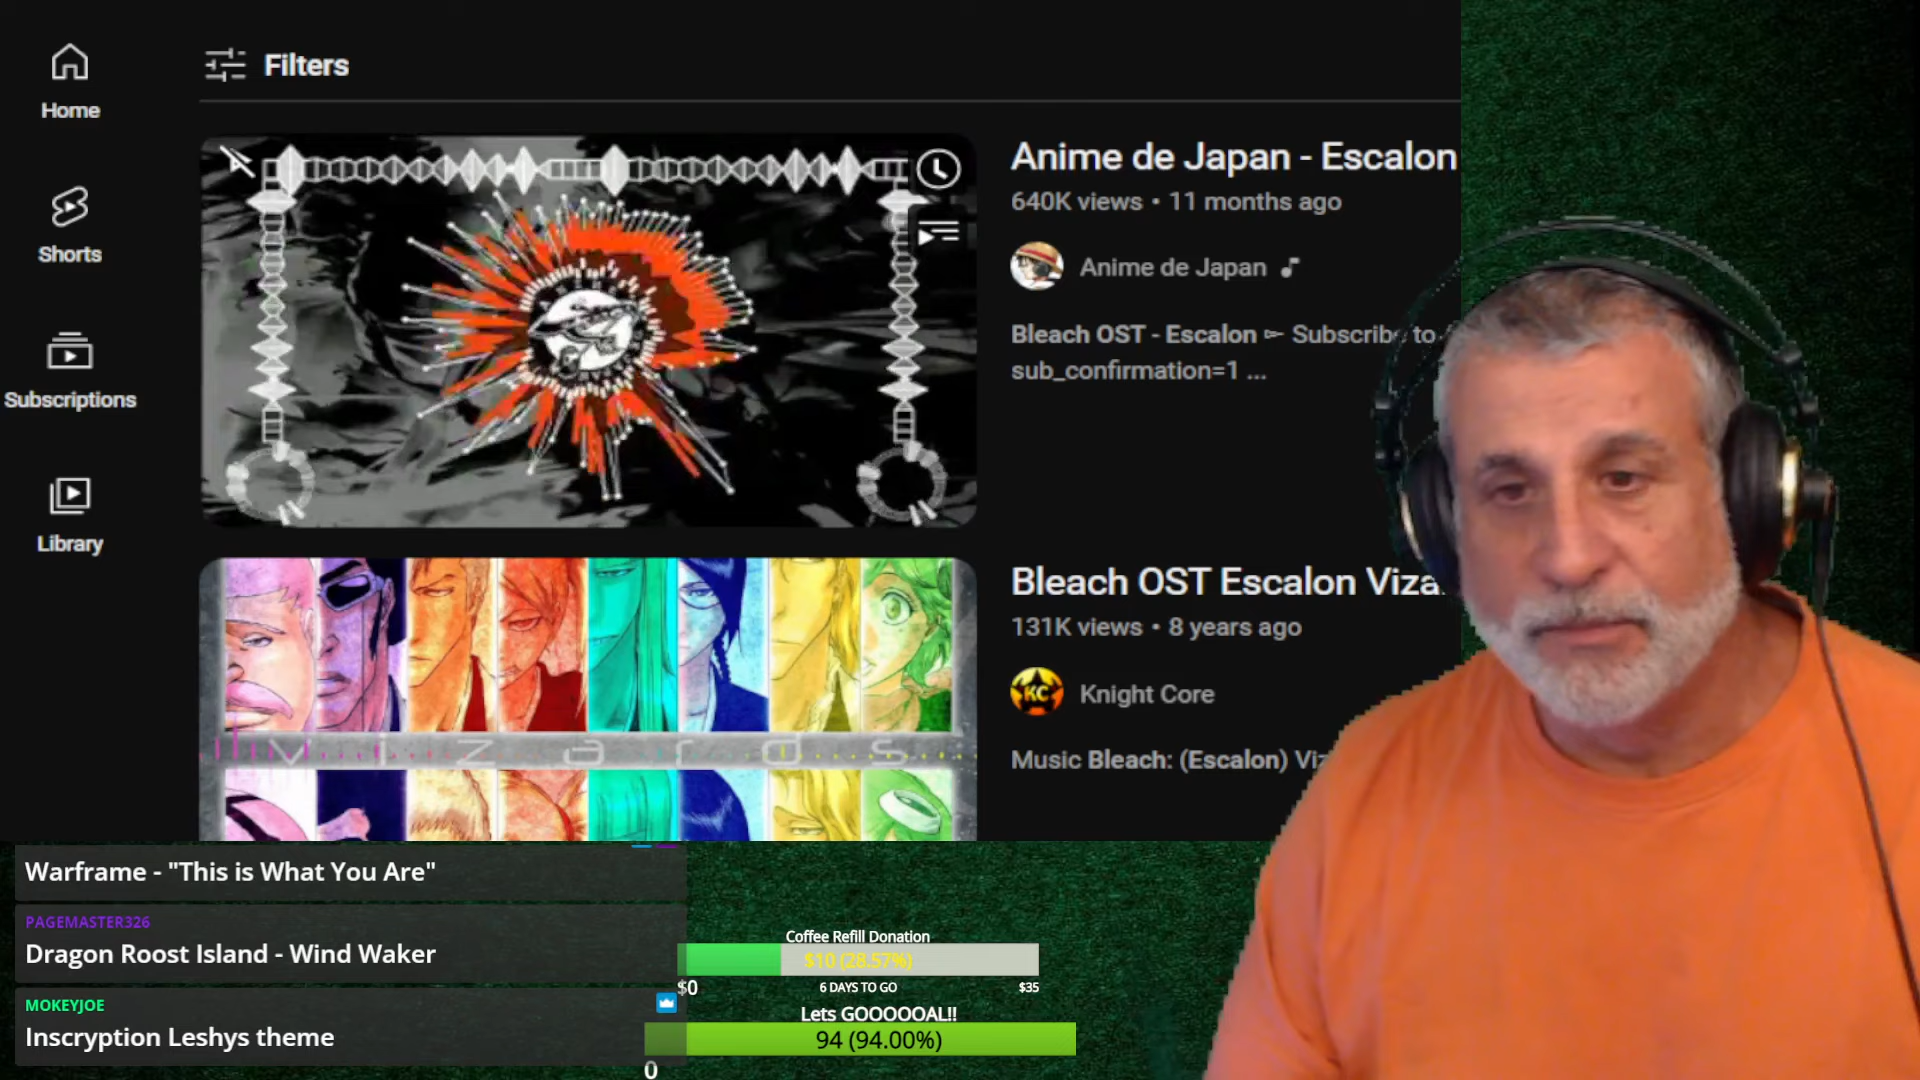 Home
Shorts
Subscriptions
Library
Filters
Anime de Japan - Escalon
640K views • 11 months ago
Anime de Japan
Bleach OST - Escalon ► Subscribe to
sub_confirmation=1 ...
Bleach OST Escalon Viza
131K views • 8 years ago
KC
Knight Core
Music Bleach: (Escalon) Viz
vizards
Warframe - "This is What You Are"
PAGEMASTER326
Dragon Roost Island - Wind Waker
MOKEYJOE
Inscryption Leshys theme
Coffee Refill Donation
$10 (28.57%)
$0 6 DAYS TO GO $35
Lets GOOOOOAL!!
94 (94.00%)
0